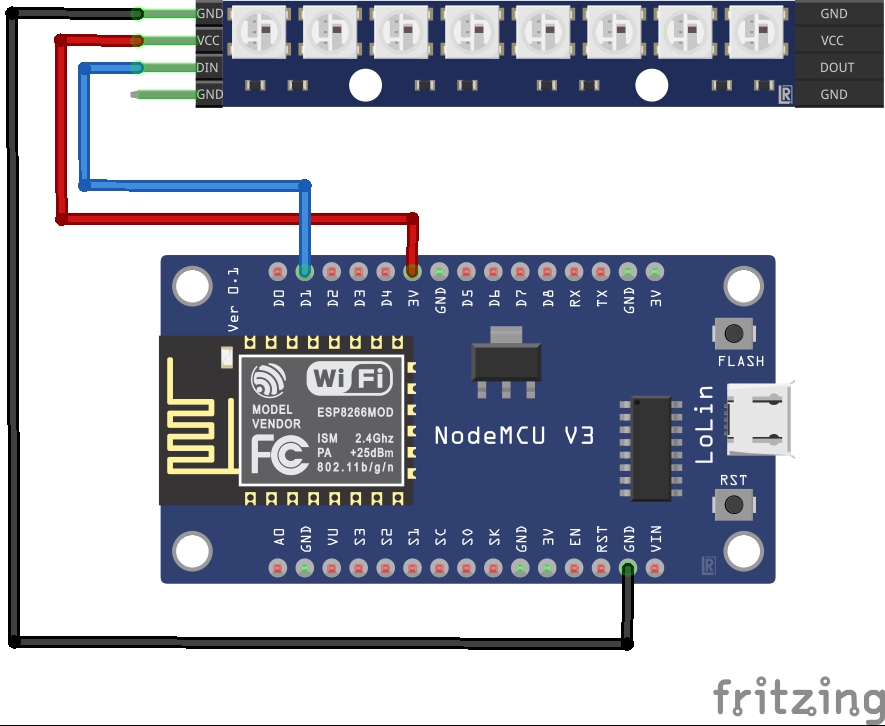 GND
VCC
DIN
GND
GND
VCC
DOUT
GND
Ver 0.1
D0 D1 D2 D3 D4 3V GND D5 D6 D7 D8 RX TX GND 3V
FLASH
WiFi
MODEL
VENDOR
ESP8266MOD
FC
ISM 2.4Ghz
PA +25dBm
802.11b/g/n
NodeMCU V3
LoLin
RST
A0 GND VU S3 S2 S1 SC S0 SK GND 3V EN RST GND VIN
fritzing